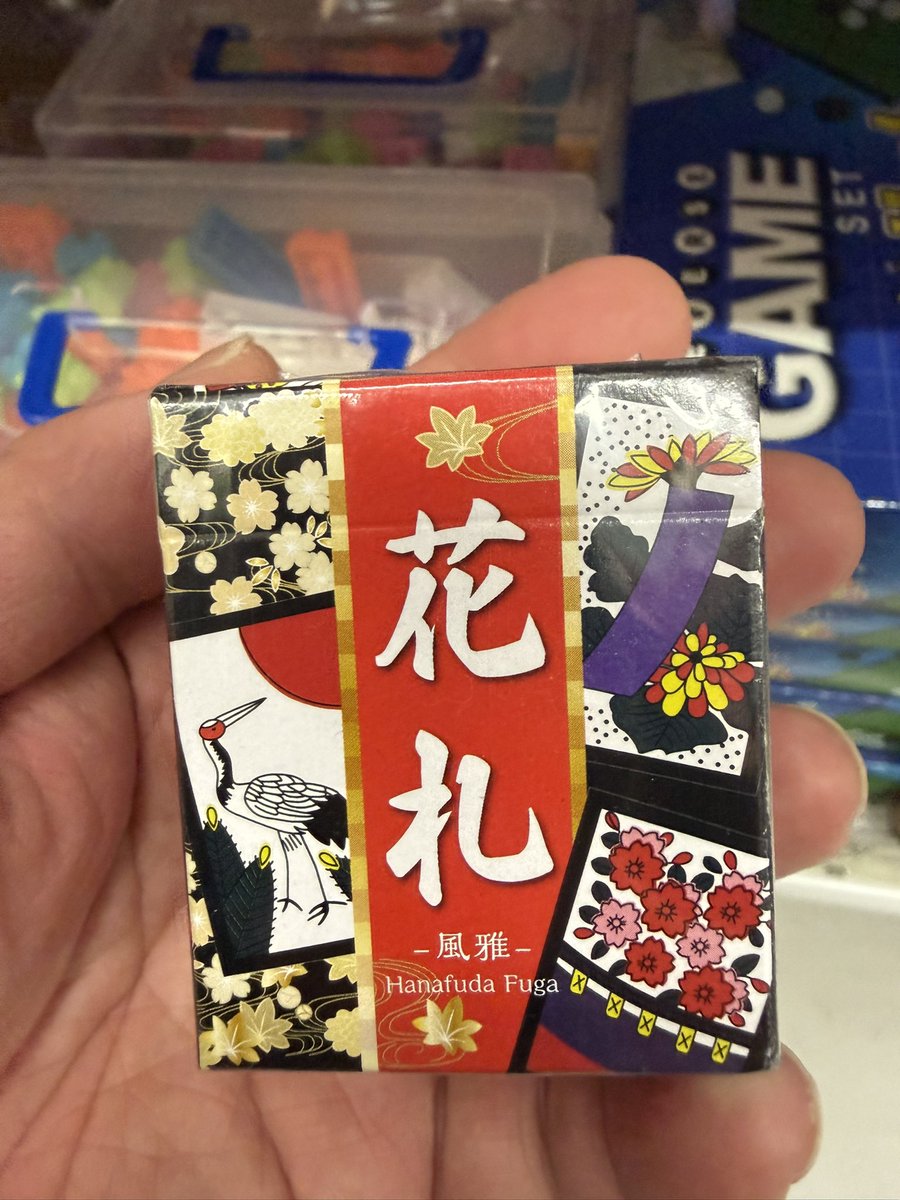 花札
-風雅-
Hanafuda Fuga
GAME
SET